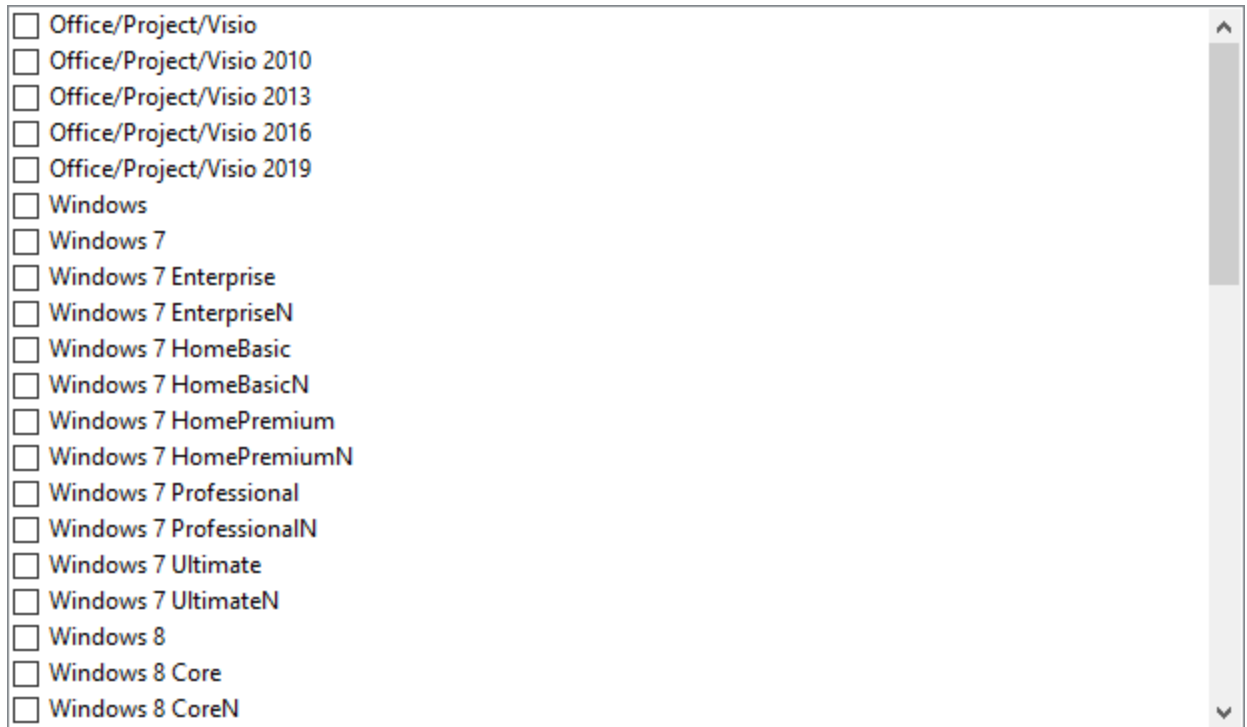 Office/Project/Visio
Office/Project/Visio 2010
Office/Project/Visio 2013
Office/Project/Visio 2016
Office/Project/Visio 2019
Windows
Windows 7
Windows 7 Enterprise
Windows 7 EnterpriseN
Windows 7 HomeBasic
Windows 7 HomeBasicN
Windows 7 HomePremium
Windows 7 HomePremiumN
Windows 7 Professional
Windows 7 ProfessionalN
Windows 7 Ultimate
Windows 7 UltimateN
Windows 8
Windows 8 Core
Windows 8 CoreN